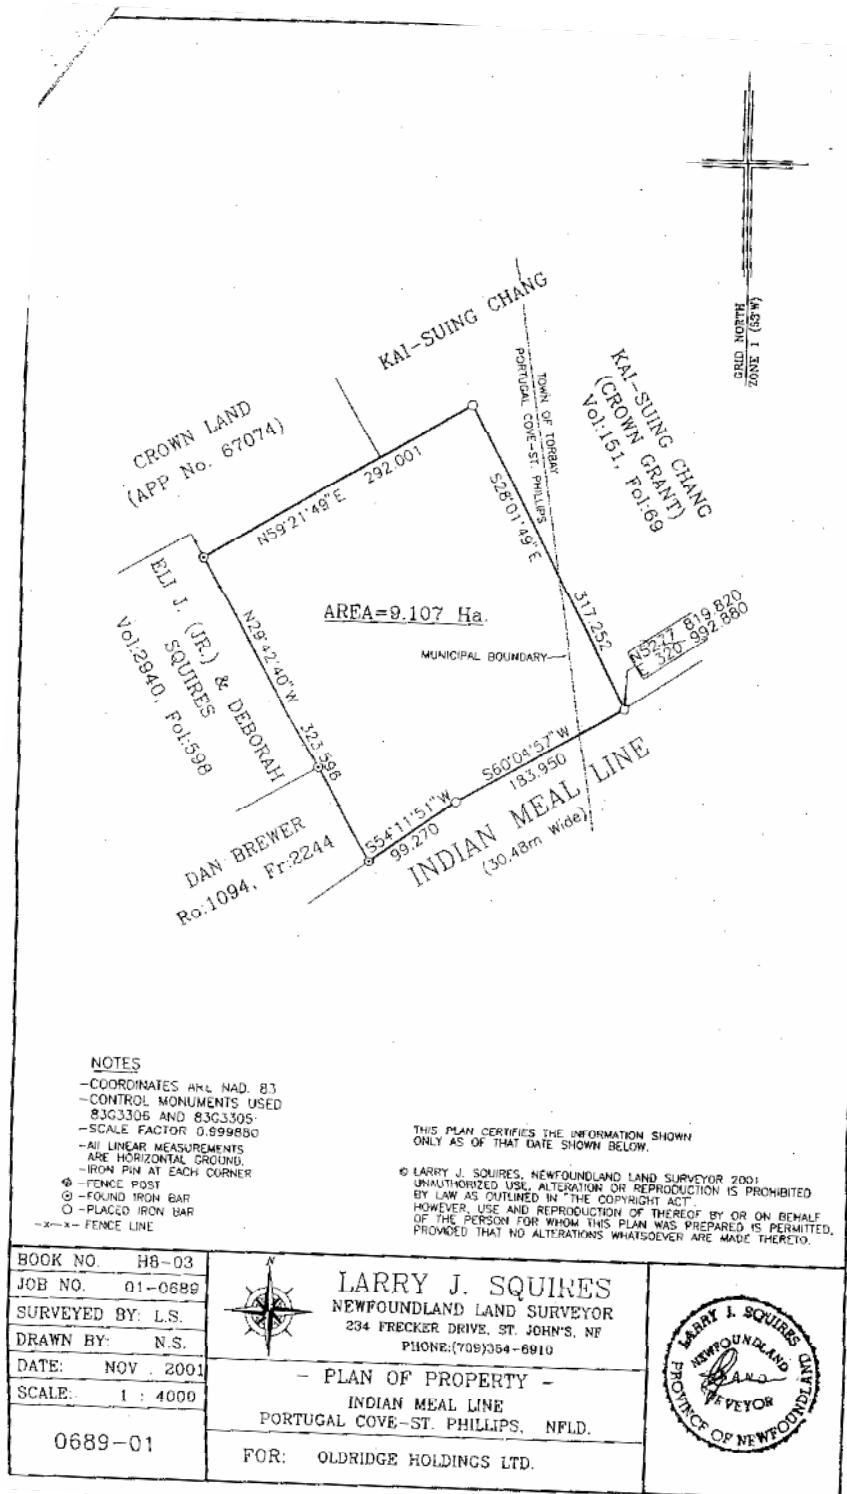 GRID NORTH
ZONE 1 (53°W)
KAI-SUING CHANG
TOWN OF TORBAY
PORTUGAL COVE-ST. PHILLIPS
KAI-SUING CHANG
(CROWN GRANT)
Vol:151, Fol:69
CROWN LAND
(APP No. 67074)
292.001
N59°21'49"E
S28°01'49"E
317.252
ELI J. (JR.) & DEBORAH
SQUIRES
Vol:2940, Fol:598
AREA=9.107 Ha.
N29°42'40"W
323.596
MUNICIPAL BOUNDARY
N5277 819.820
E 320 992.880
S60°04'57"W
183.950
S54°11'51"W
99.270
INDIAN MEAL LINE
(30.48m Wide)
DAN BREWER
Ro:1094, Fr:2244
NOTES
-COORDINATES ARE NAD. 83
-CONTROL MONUMENTS USED
83G3306 AND 83G3305
-SCALE FACTOR 0.999880
-All LINEAR MEASUREMENTS
ARE HORIZONTAL GROUND.
-IRON PIN AT EACH CORNER
-FENCE POST
-FOUND IRON BAR
-PLACED IRON BAR
-x-x- FENCE LINE
THIS PLAN CERTIFIES THE INFORMATION SHOWN
ONLY AS OF THAT DATE SHOWN BELOW.
© LARRY J. SQUIRES, NEWFOUNDLAND LAND SURVEYOR 2001
UNAUTHORIZED USE, ALTERATION OR REPRODUCTION IS PROHIBITED
BY LAW AS OUTLINED IN "THE COPYRIGHT ACT".
HOWEVER, USE AND REPRODUCTION OF THEREOF BY OR ON BEHALF
OF THE PERSON FOR WHOM THIS PLAN WAS PREPARED IS PERMITTED,
PROVIDED THAT NO ALTERATIONS WHATSOEVER ARE MADE THERETO.
BOOK NO. H8-03
JOB NO. 01-0689
SURVEYED BY: L.S.
DRAWN BY: N.S.
DATE: NOV. 2001
SCALE: 1 : 4000
0689-01
N
LARRY J. SQUIRES
NEWFOUNDLAND LAND SURVEYOR
234 FRECKER DRIVE, ST. JOHN'S, NF
PHONE:(709)364-6910
- PLAN OF PROPERTY -
INDIAN MEAL LINE
PORTUGAL COVE-ST. PHILLIPS, NFLD.
FOR: OLDRIDGE HOLDINGS LTD.
LARRY J. SQUIRES
NEWFOUNDLAND
LAND
SURVEYOR
PROVINCE OF NEWFOUNDLAND